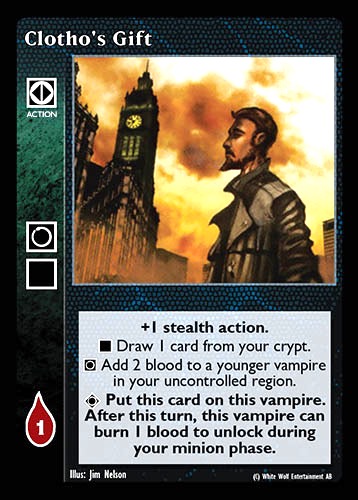 Clotho's Gift
ACTION
+1 stealth action.
Draw 1 card from your crypt.
Add 2 blood to a younger vampire
in your uncontrolled region.
Put this card on this vampire.
After this turn, this vampire can
burn 1 blood to unlock during
your minion phase.
1
Illus: Jim Nelson
(C) White Wolf Entertainment AB